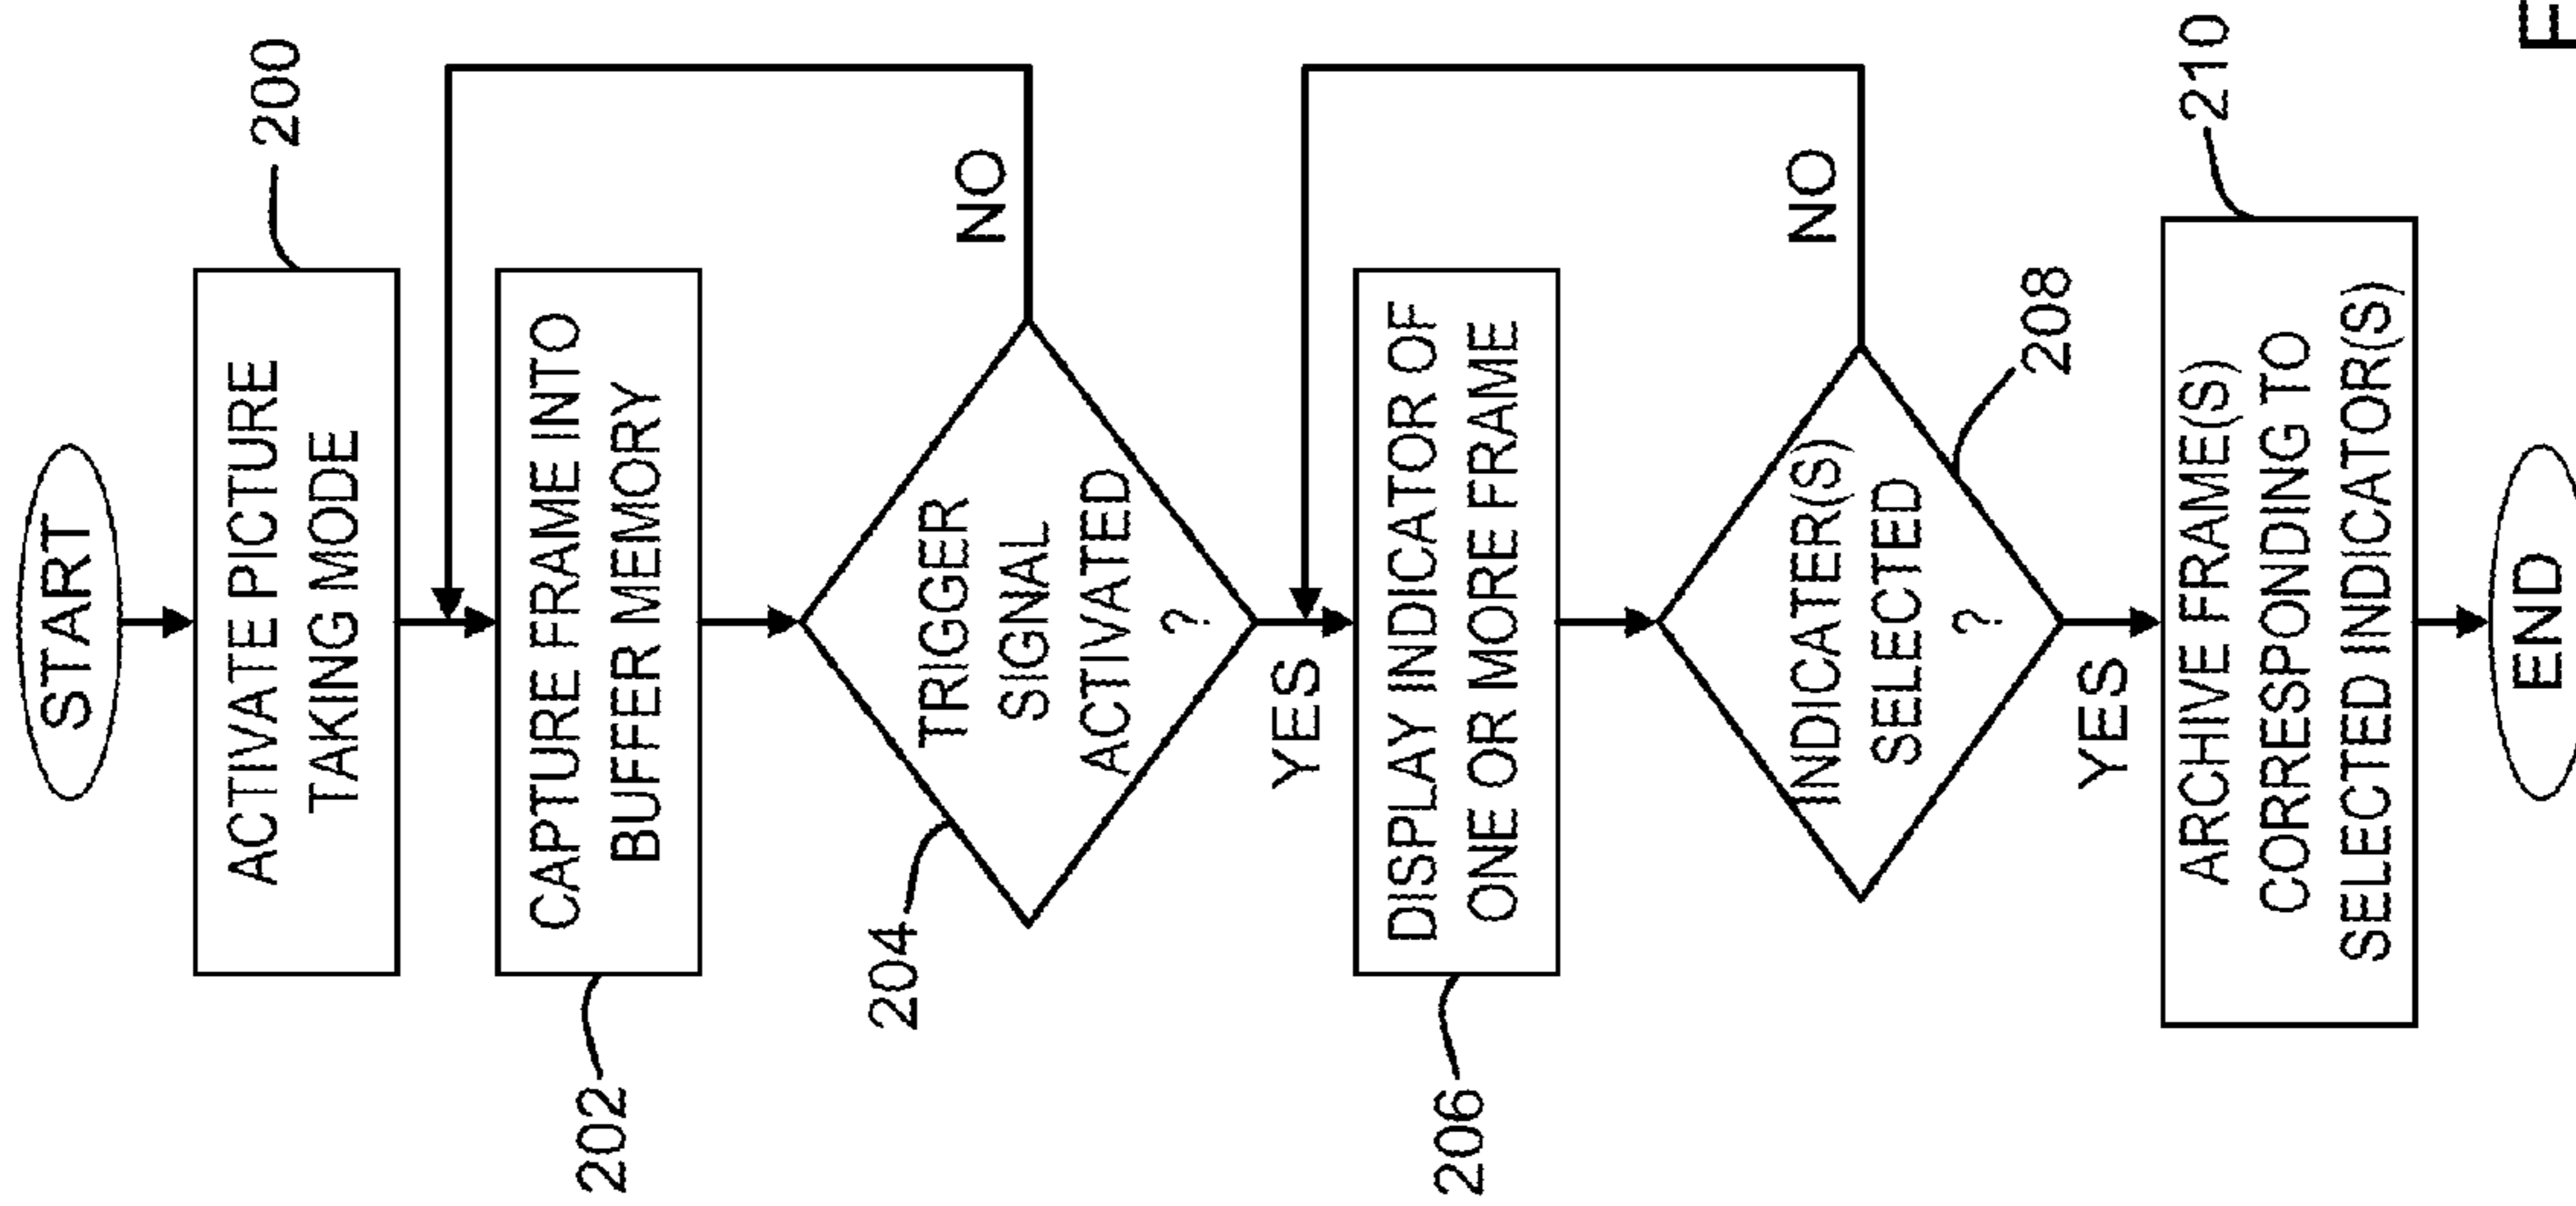 START
200
ACTIVATE PICTURE
TAKING MODE
202
CAPTURE FRAME INTO
BUFFER MEMORY
204
TRIGGER
SIGNAL
ACTIVATED
?
NO
YES
206
DISPLAY INDICATOR OF
ONE OR MORE FRAME
INDICATER(S)
SELECTED
?
NO
208
YES
210
ARCHIVE FRAME(S)
CORRESPONDING TO
SELECTED INDICATOR(S)
END